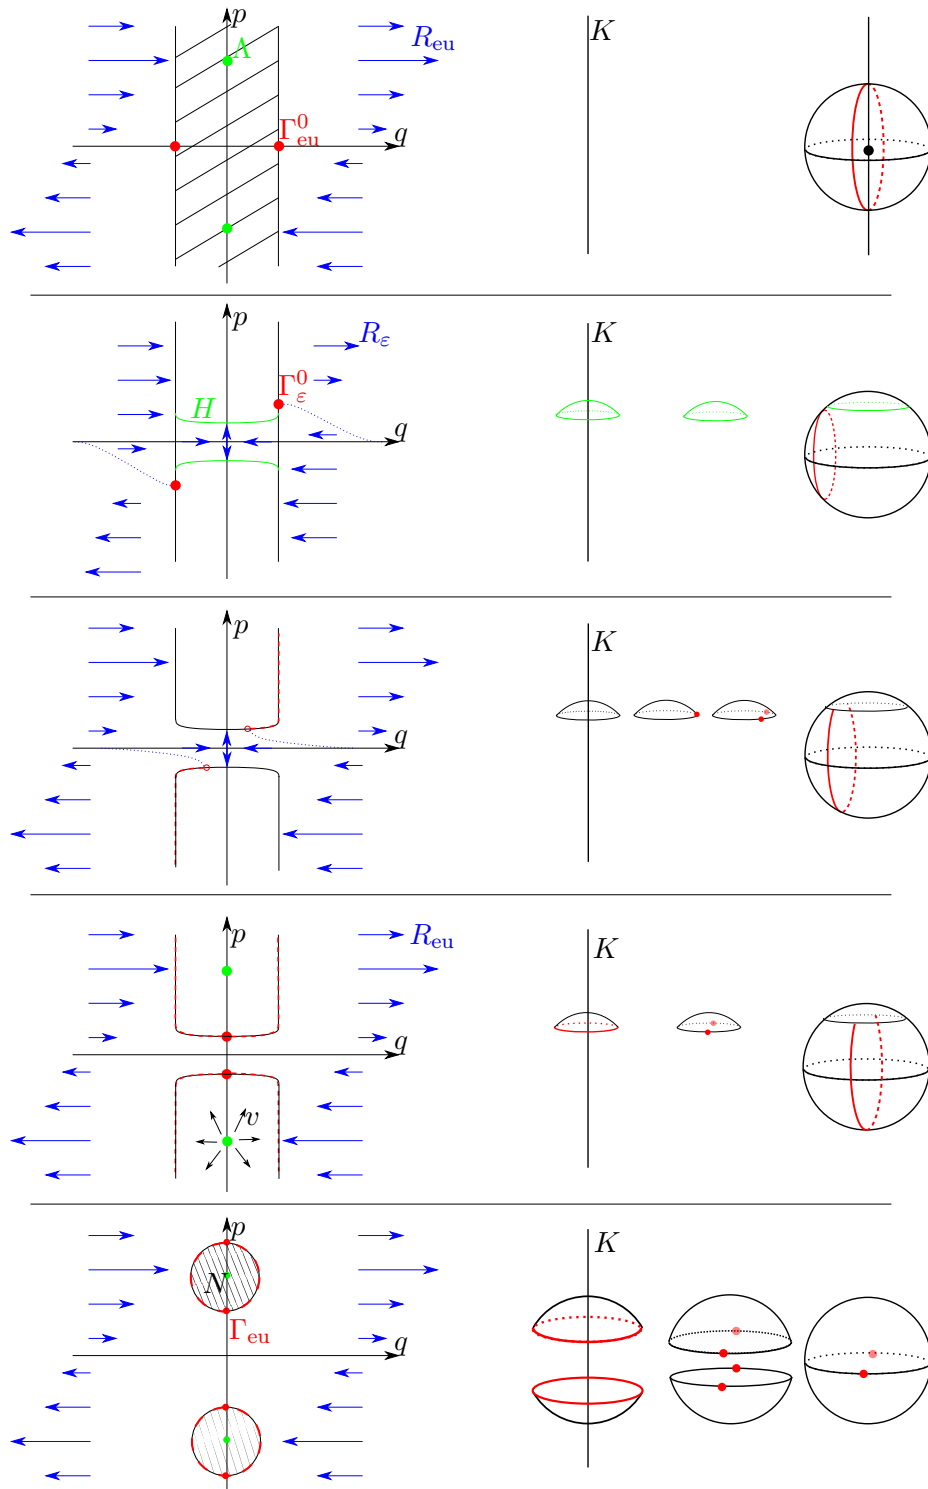 p
Λ
R_eu
K
Γ^0_eu
q
p
R_ε
K
Γ^0_ε
H
q
p
K
q
p
R_eu
K
q
v
p
K
N
Γ_eu
q